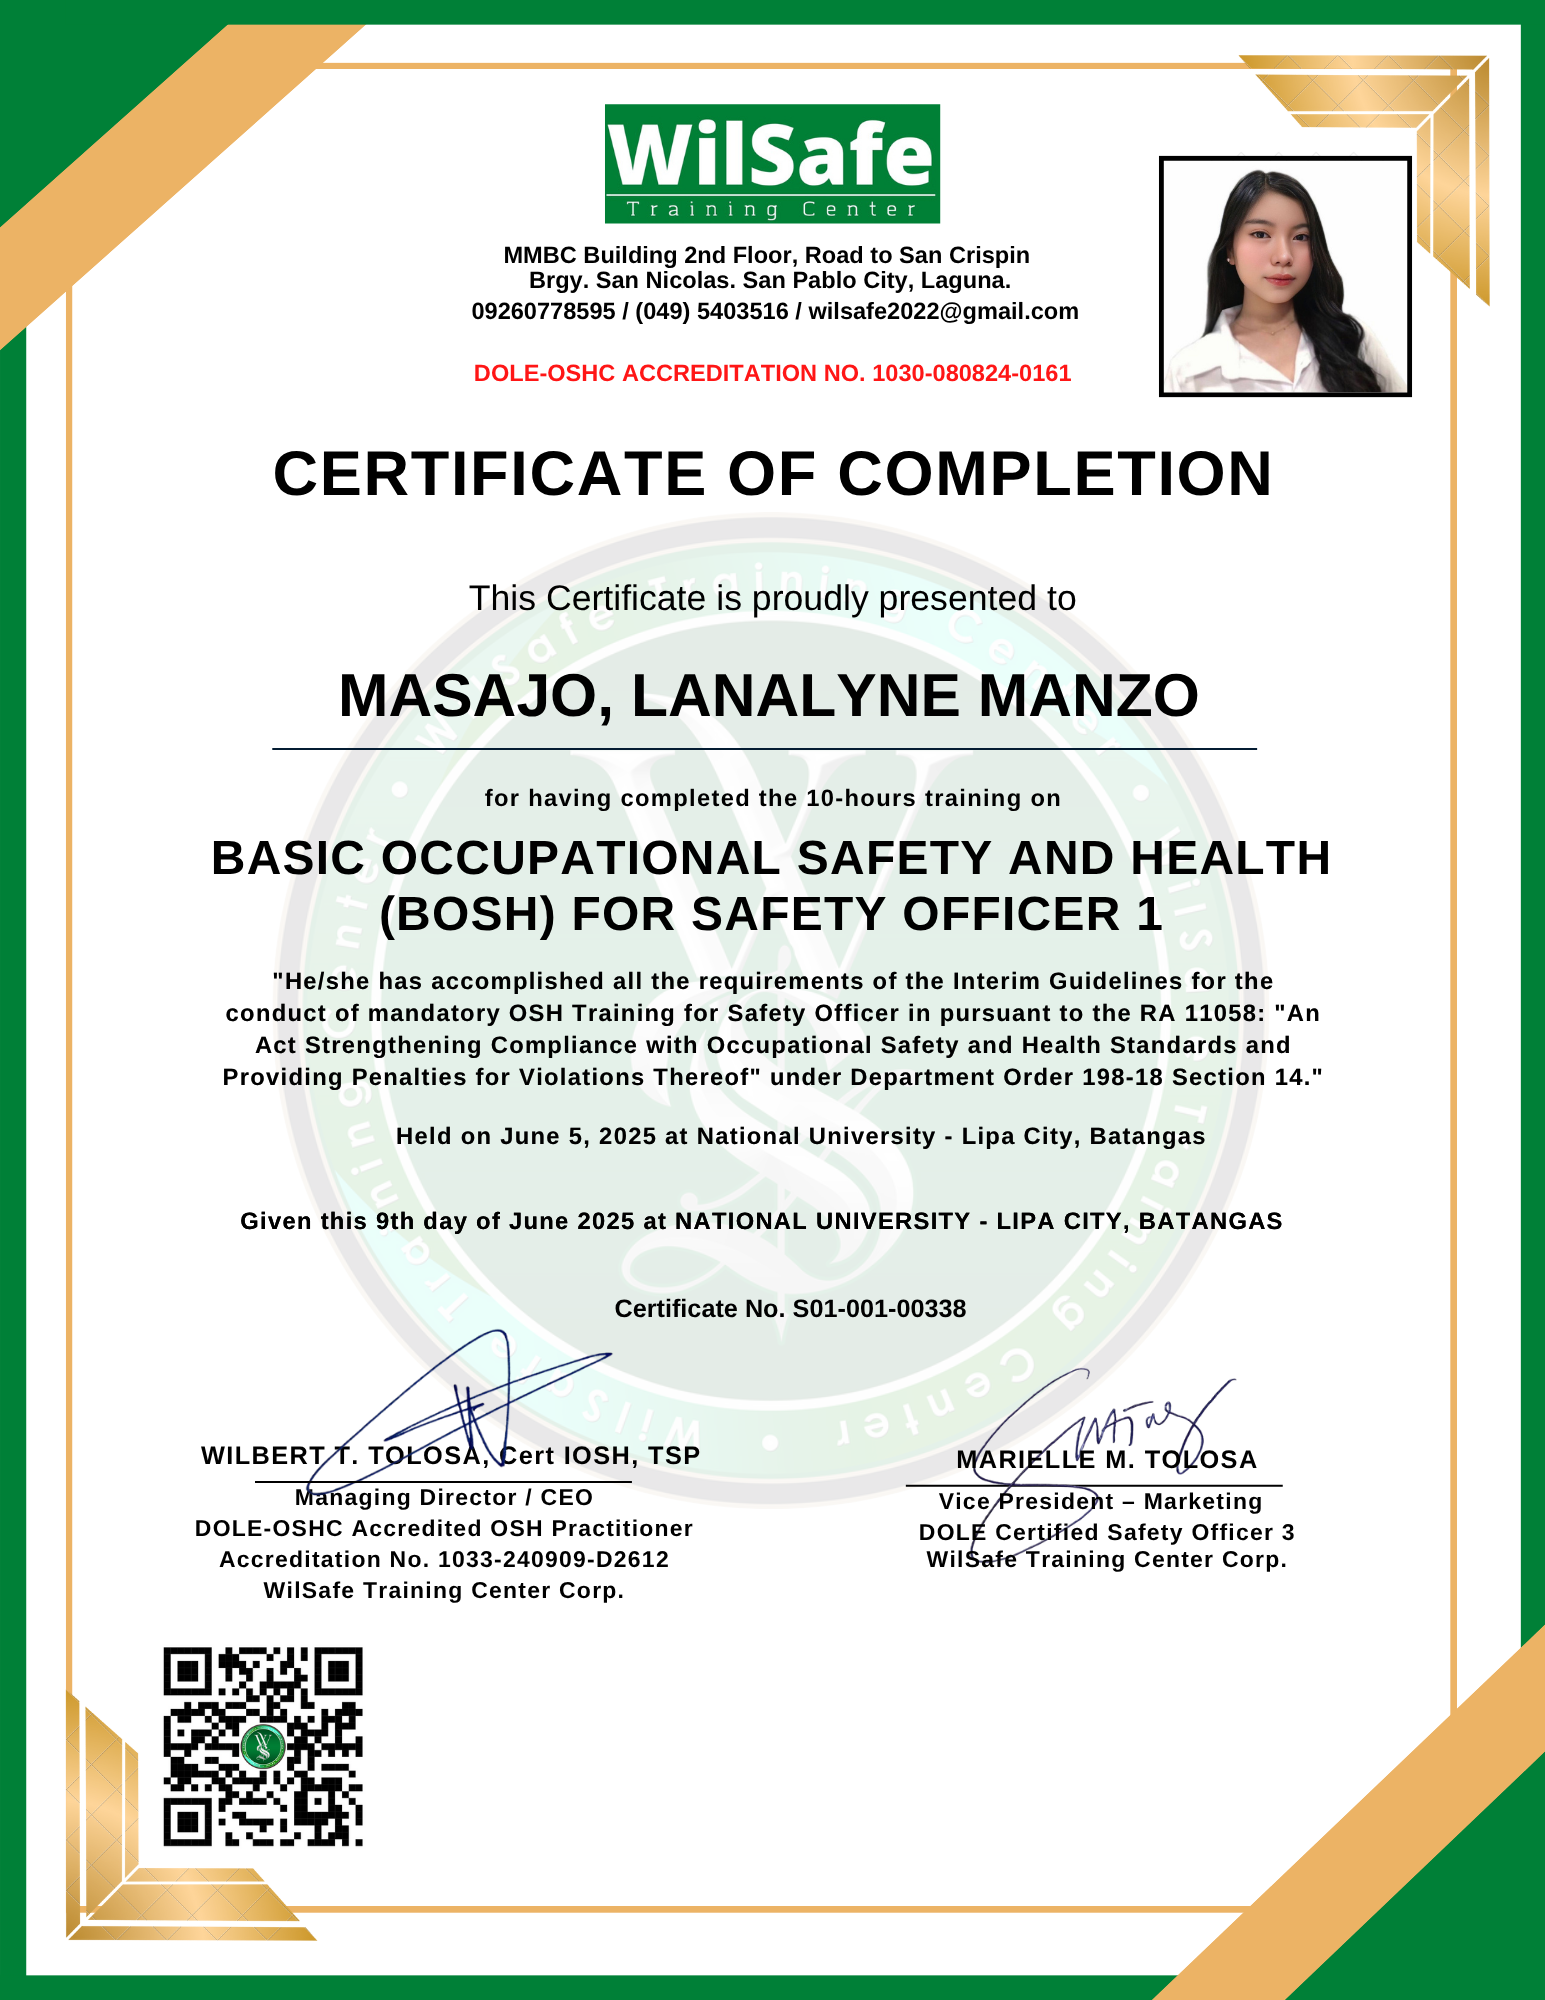 WilSafe
Training Center
MMBC Building 2nd Floor, Road to San Crispin
Brgy. San Nicolas. San Pablo City, Laguna.
09260778595 / (049) 5403516 / wilsafe2022@gmail.com
DOLE-OSHC ACCREDITATION NO. 1030-080824-0161
CERTIFICATE OF COMPLETION
This Certificate is proudly presented to
MASAJO, LANALYNE MANZO
for having completed the 10-hours training on
BASIC OCCUPATIONAL SAFETY AND HEALTH
(BOSH) FOR SAFETY OFFICER 1
"He/she has accomplished all the requirements of the Interim Guidelines for the
conduct of mandatory OSH Training for Safety Officer in pursuant to the RA 11058: "An
Act Strengthening Compliance with Occupational Safety and Health Standards and
Providing Penalties for Violations Thereof" under Department Order 198-18 Section 14."
Held on June 5, 2025 at National University - Lipa City, Batangas
Given this 9th day of June 2025 at NATIONAL UNIVERSITY - LIPA CITY, BATANGAS
Certificate No. S01-001-00338
WILBERT T. TOLOSA, Cert IOSH, TSP
Managing Director / CEO
DOLE-OSHC Accredited OSH Practitioner
Accreditation No. 1033-240909-D2612
WilSafe Training Center Corp.
MARIELLE M. TOLOSA
Vice President – Marketing
DOLE Certified Safety Officer 3
WilSafe Training Center Corp.
WilSafe Training Center • WilSafe Training Center • WilSafe Training Center •